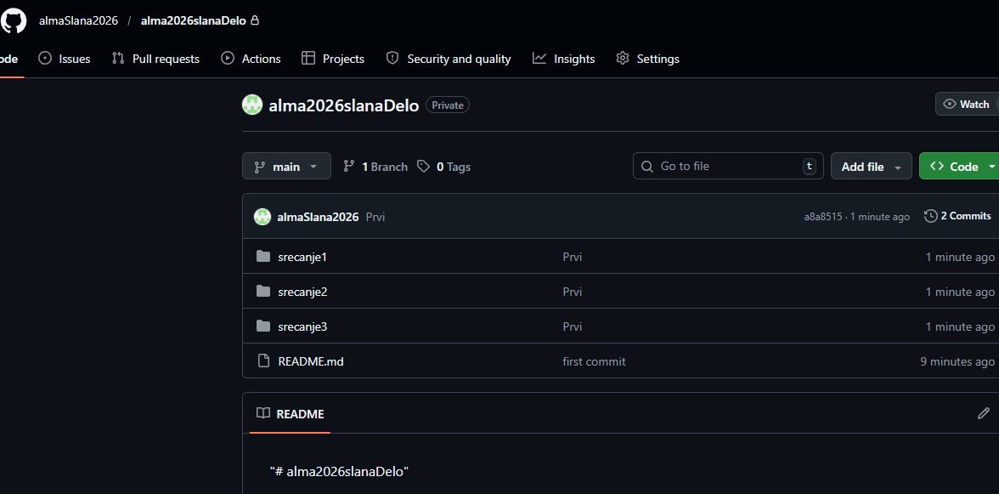 almaSlana2026 / alma2026slanaDelo
ode Issues Pull requests Actions Projects Security and quality Insights Settings
alma2026slanaDelo Private Watch
main 1 Branch 0 Tags Go to file t Add file Code
almaSlana2026 Prvi a8a8515 · 1 minute ago 2 Commits
srecanje1 Prvi 1 minute ago
srecanje2 Prvi 1 minute ago
srecanje3 Prvi 1 minute ago
README.md first commit 9 minutes ago
README
"# alma2026slanaDelo"